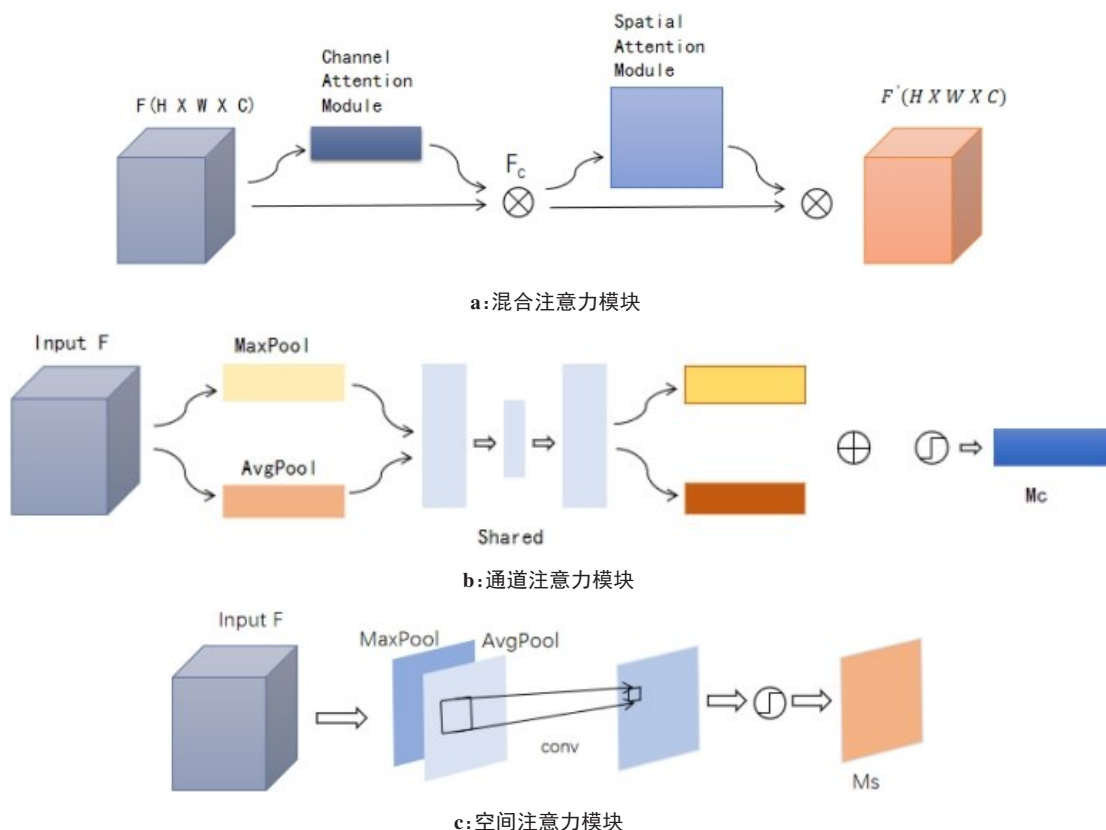 Channel
Attention
Module
Spatial
Attention
Module
F(H X W X C)
F'(H X W X C)
Fc
a:混合注意力模块
Input F
MaxPool
AvgPool
Shared
Mc
b:通道注意力模块
Input F
MaxPool
AvgPool
conv
Ms
c:空间注意力模块